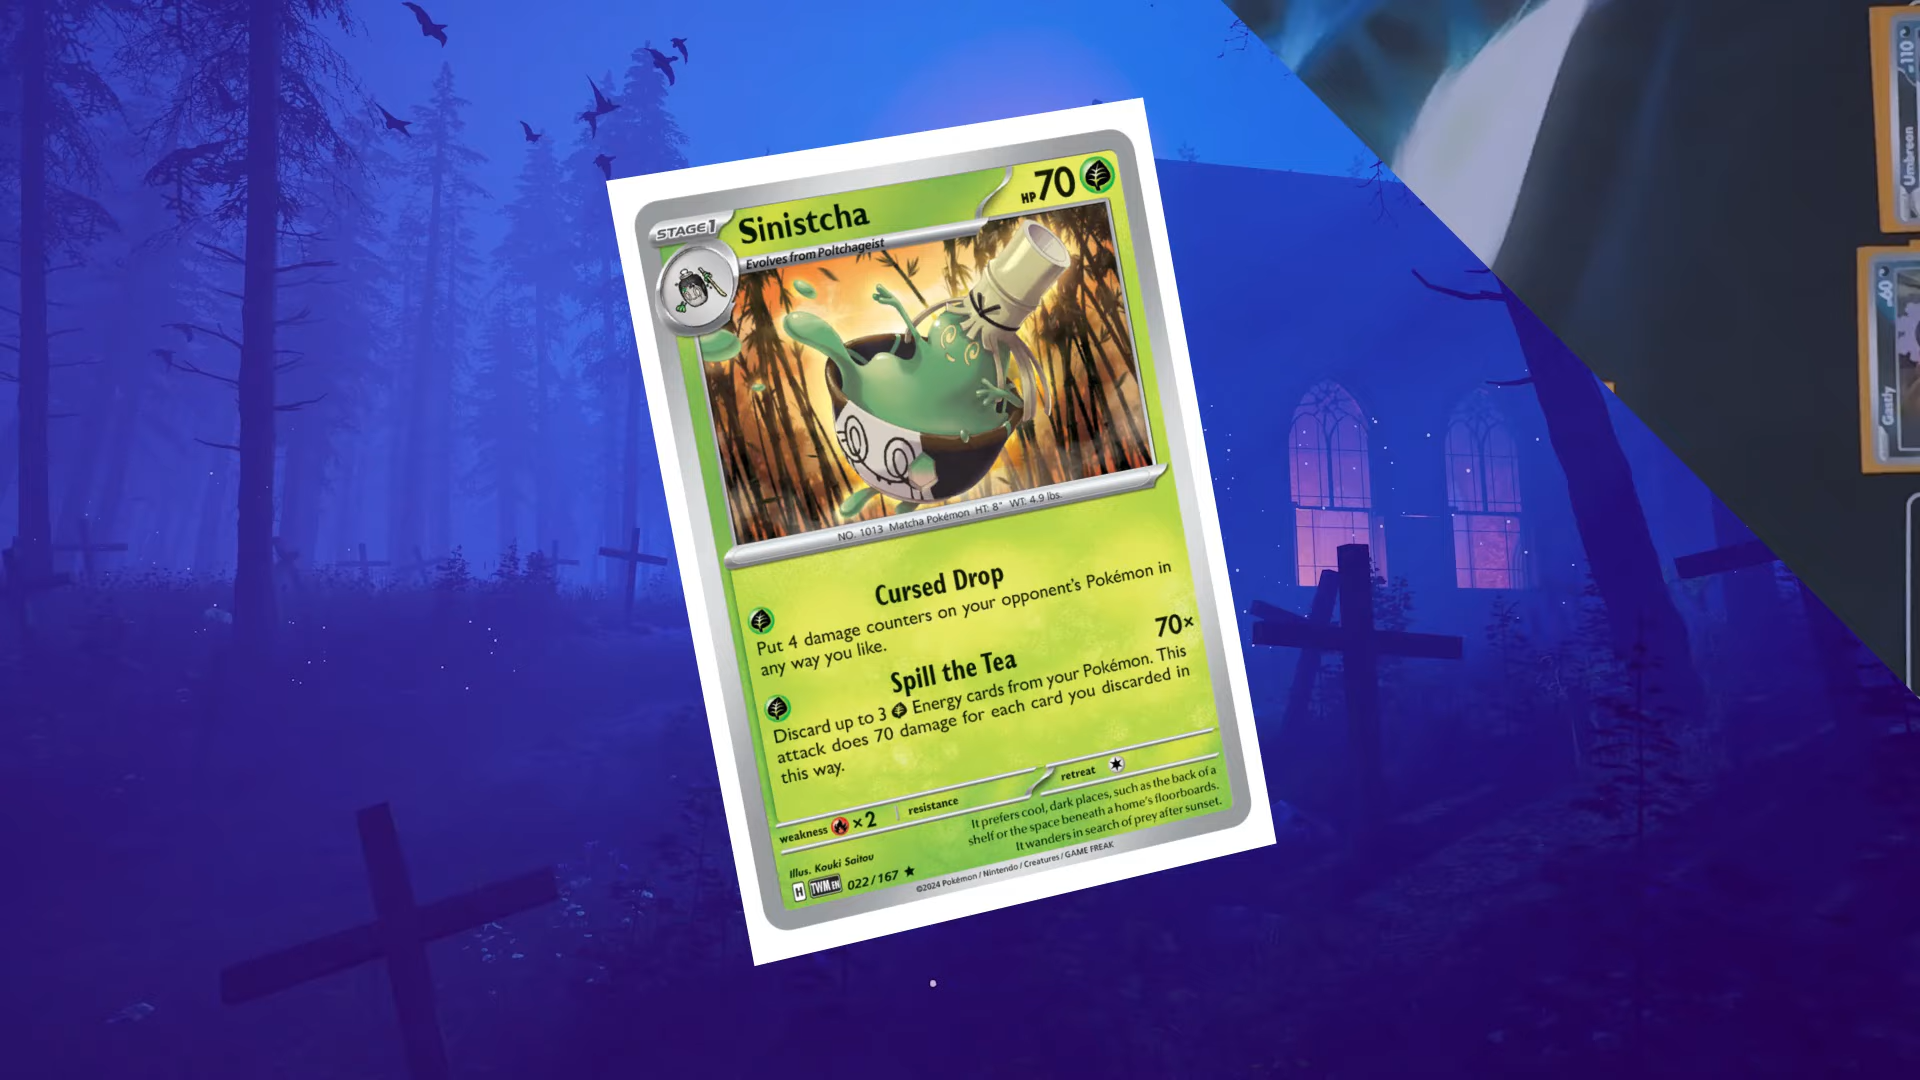 STAGE 1
Sinistcha
HP 70
Evolves from Poltchageist
NO. 1013 Matcha Pokémon HT: 8" WT: 4.9 lbs.
Cursed Drop
Put 4 damage counters on your opponent's Pokémon in
any way you like.
Spill the Tea
70×
Discard up to 3 Energy cards from your Pokémon. This
attack does 70 damage for each card you discarded in
this way.
weakness ×2
resistance
retreat
It prefers cool, dark places, such as the back of a
shelf or the space beneath a home's floorboards.
It wanders in search of prey after sunset.
Illus. Kouki Saitou
H TWM EN 022/167
©2024 Pokémon / Nintendo / Creatures / GAME FREAK
110
Umbreon
60
Gastly